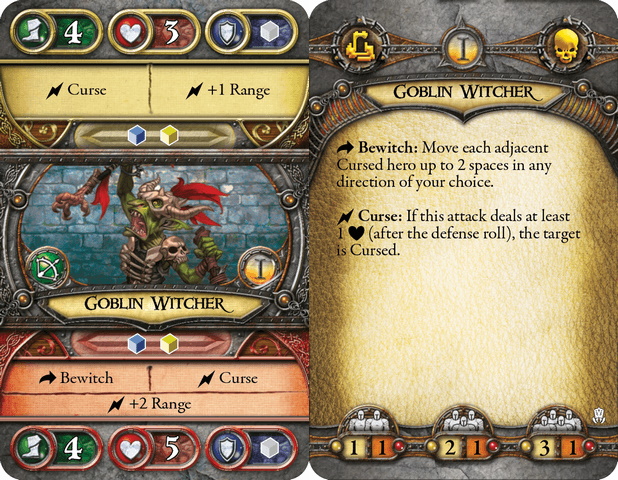 4 3
Curse +1 Range
I
GOBLIN WITCHER
Bewitch Curse
+2 Range
4 5
I
GOBLIN WITCHER
Bewitch: Move each adjacent
Cursed hero up to 2 spaces in any
direction of your choice.
Curse: If this attack deals at least
1 (after the defense roll), the target
is Cursed.
1 1 2 1 3 1